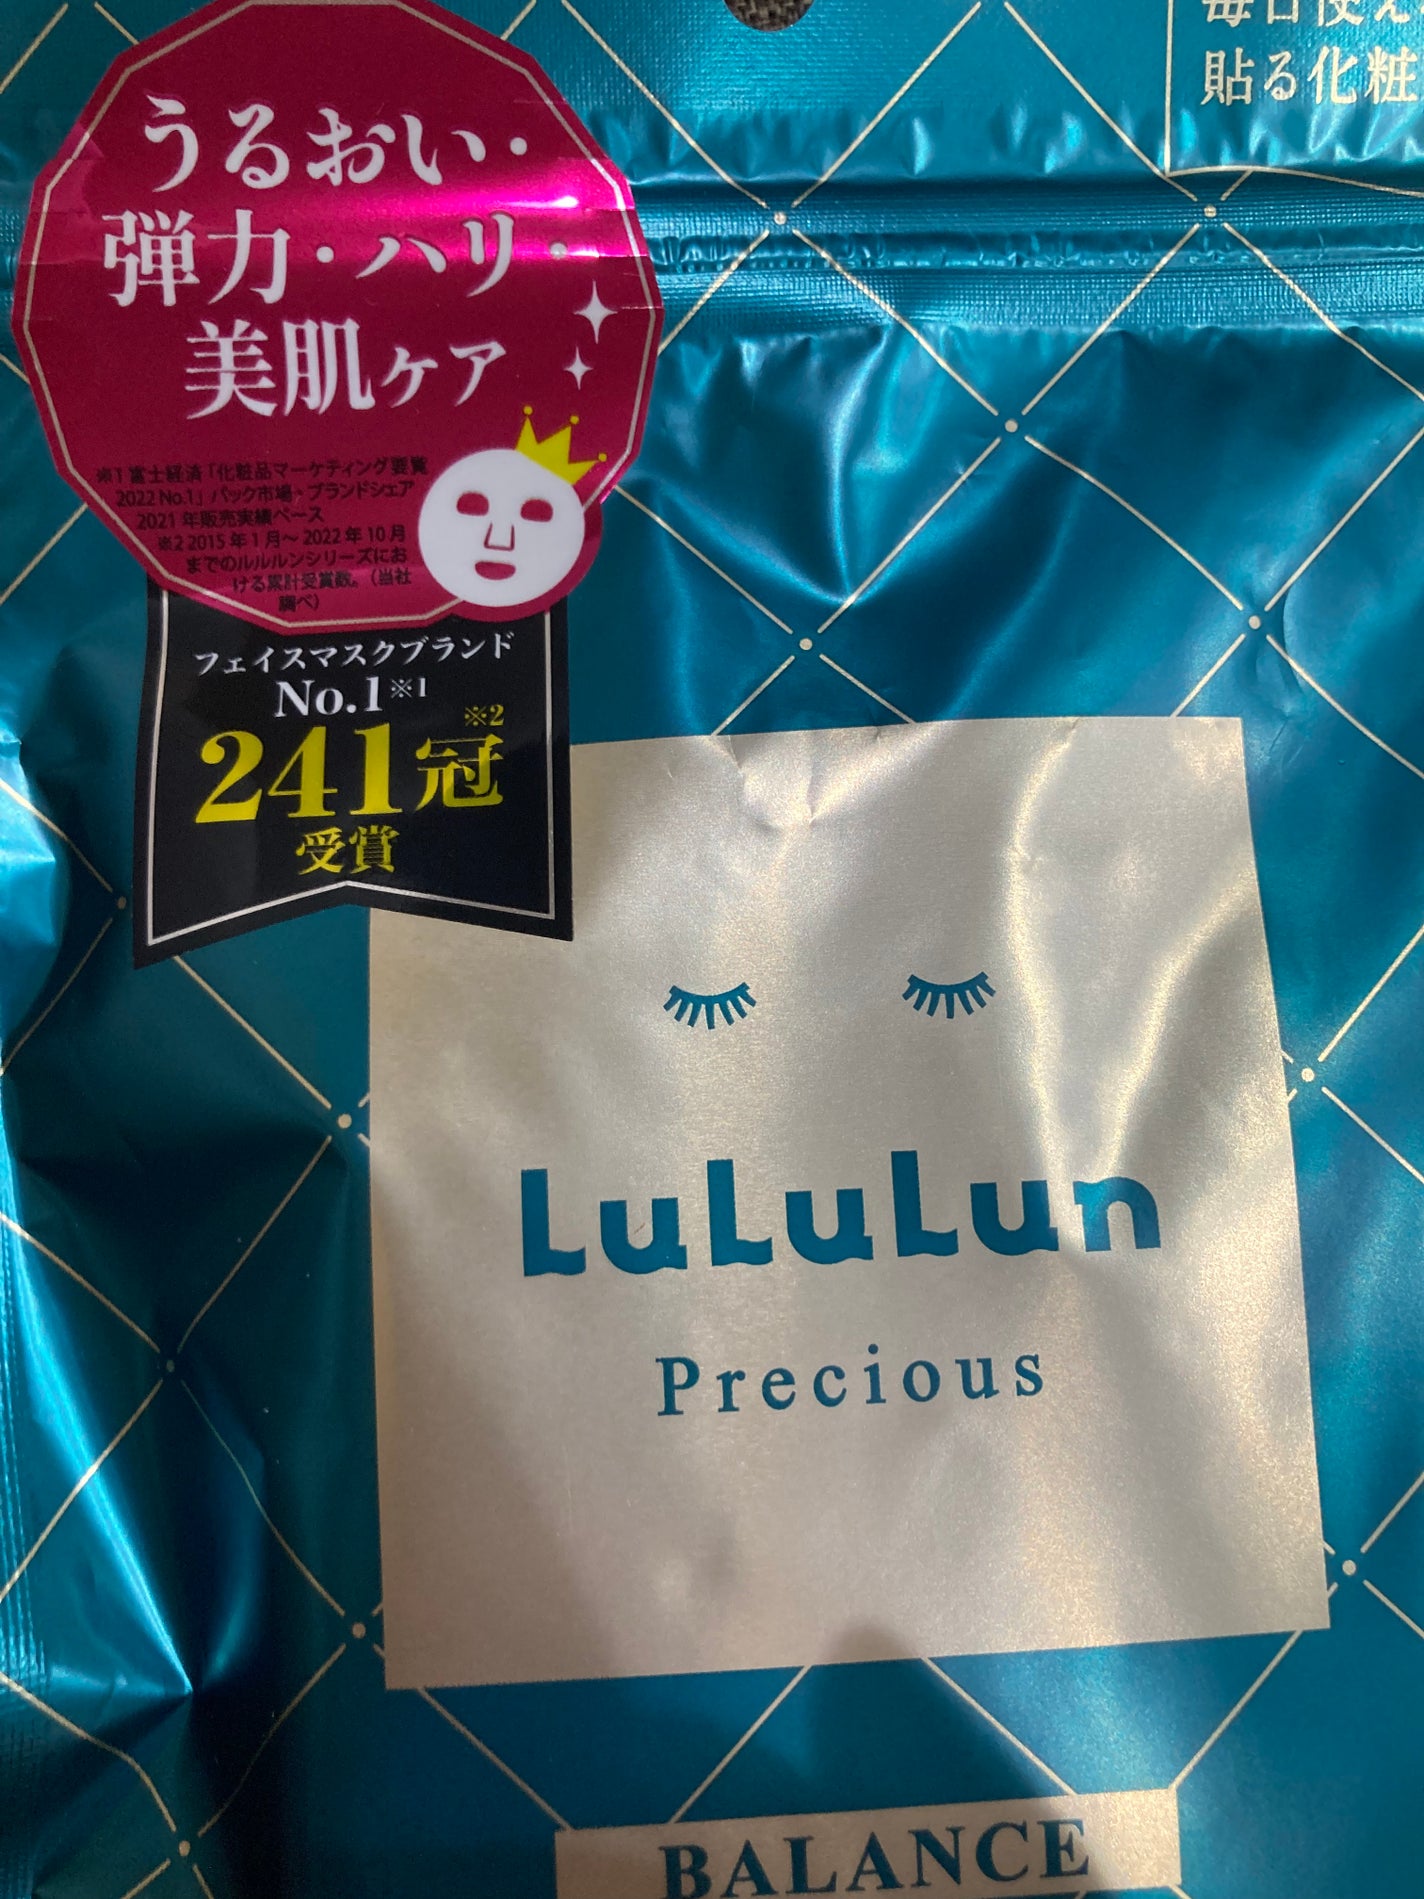 毎日使え
貼る化粧
うるおい・
弾力・ハリ・
美肌ケア
※1 富士経済「化粧品マーケティング要覧
2022 No.1」パック市場・ブランドシェア
2021年販売実績ベース
※2 2015年1月～2022年10月
までのルルルンシリーズにお
ける累計受賞数。（当社
調べ）
フェイスマスクブランド
No.1※1
241冠※2
受賞
LuLuLun
Precious
BALANCE